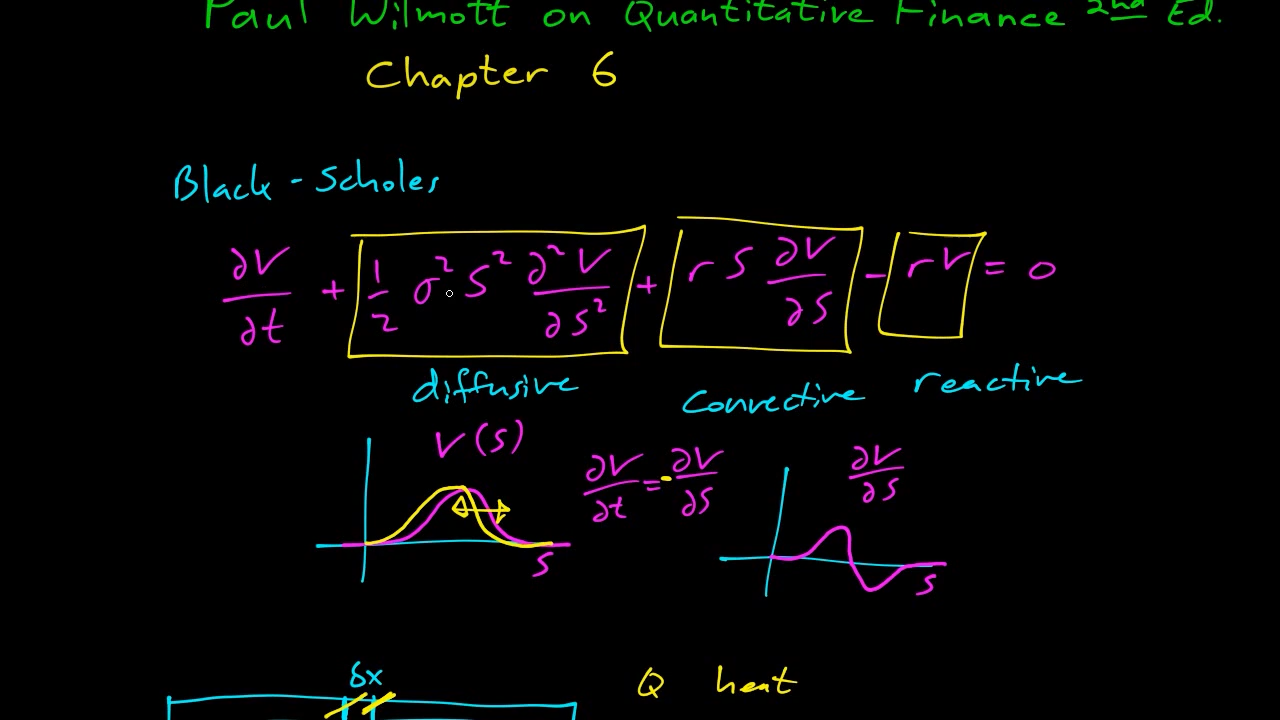 Paul Wilmott on Quantitative Finance 2nd Ed.
Chapter 6
Black - Scholes
∂V/∂t + 1/2 σ² S² ∂²V/∂S² + r S ∂V/∂S - rV = 0
diffusive convective reactive
V(S) ∂V/∂t = -∂V/∂S ∂V/∂S
S S
δx Q heat